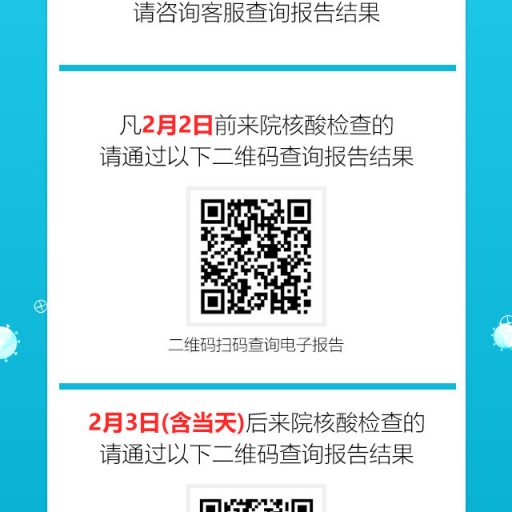 请咨询客服查询报告结果
凡2月2日前来院核酸检查的
请通过以下二维码查询报告结果
二维码扫码查询电子报告
2月3日(含当天)后来院核酸检查的
请通过以下二维码查询报告结果